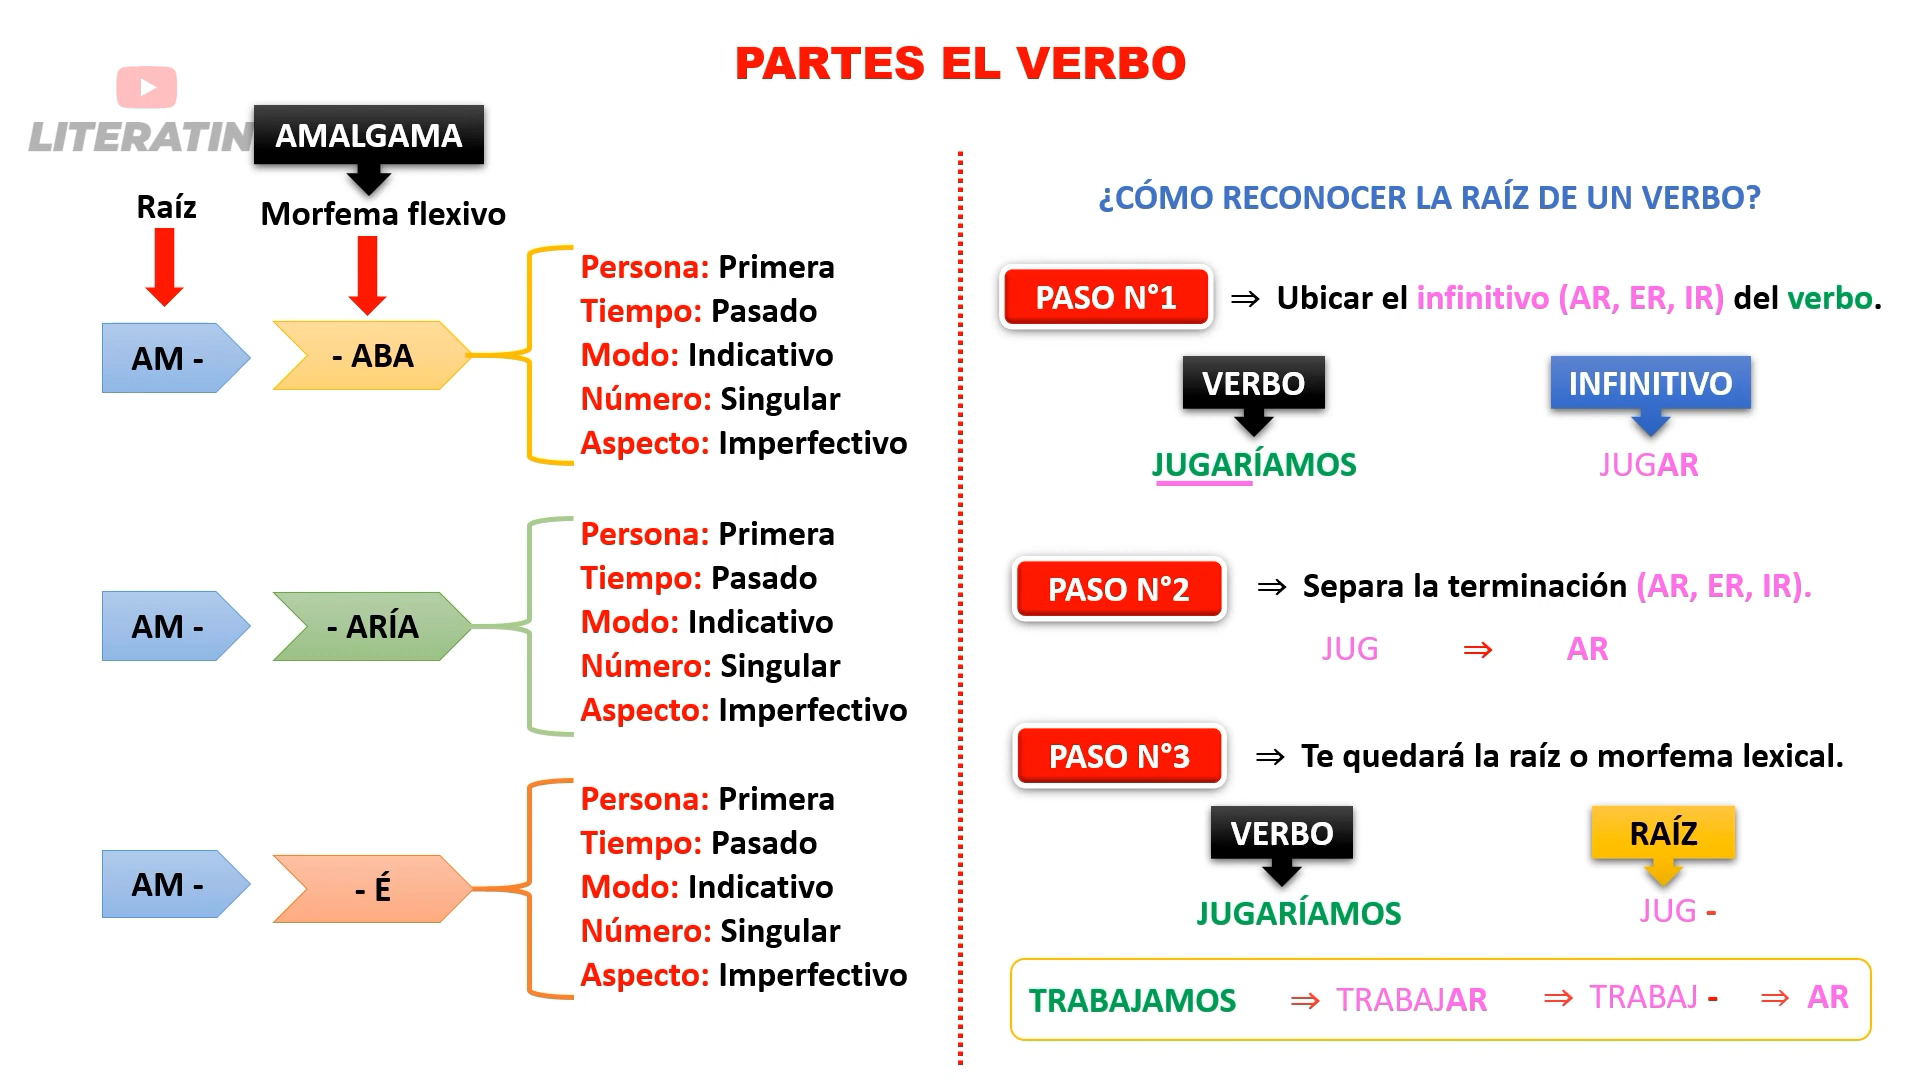 PARTES EL VERBO
LITERATIN
AMALGAMA
Raíz
Morfema flexivo
AM -
- ABA
Persona: Primera
Tiempo: Pasado
Modo: Indicativo
Número: Singular
Aspecto: Imperfectivo
AM -
- ARÍA
Persona: Primera
Tiempo: Pasado
Modo: Indicativo
Número: Singular
Aspecto: Imperfectivo
AM -
- É
Persona: Primera
Tiempo: Pasado
Modo: Indicativo
Número: Singular
Aspecto: Imperfectivo
¿CÓMO RECONOCER LA RAÍZ DE UN VERBO?
PASO N°1 ⇒ Ubicar el infinitivo (AR, ER, IR) del verbo.
VERBO
INFINITIVO
JUGARÍAMOS
JUGAR
PASO N°2 ⇒ Separa la terminación (AR, ER, IR).
JUG ⇒ AR
PASO N°3 ⇒ Te quedará la raíz o morfema lexical.
VERBO
RAÍZ
JUGARÍAMOS
JUG -
TRABAJAMOS ⇒ TRABAJAR ⇒ TRABAJ - ⇒ AR